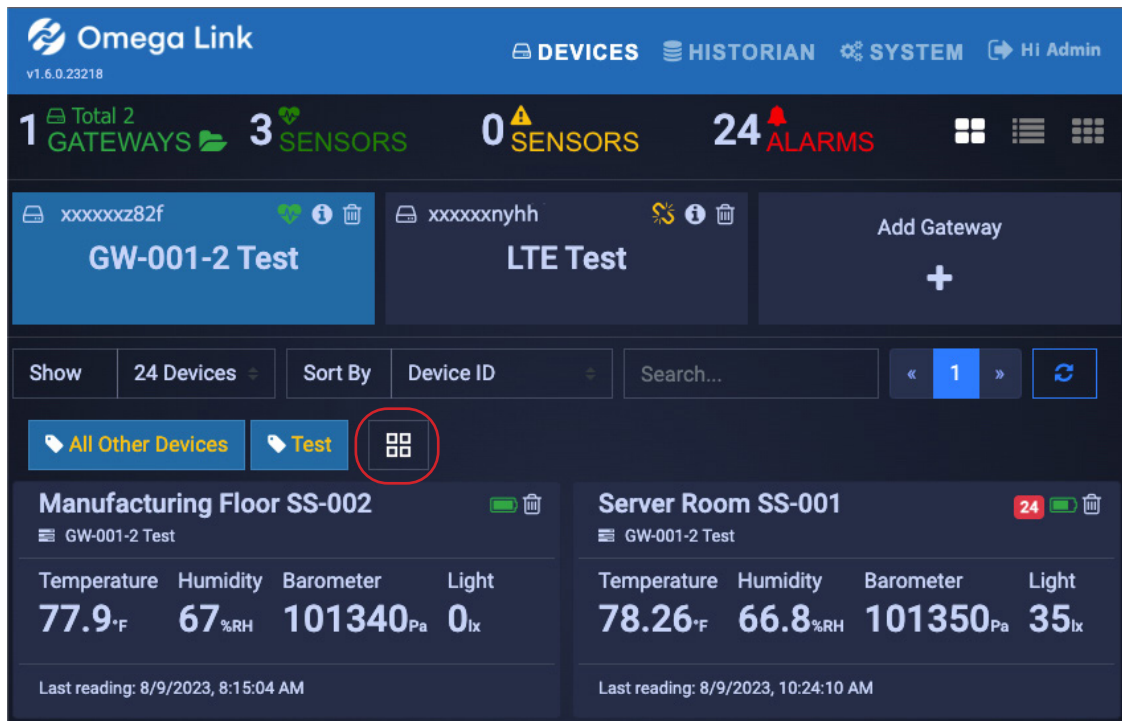 Omega Link
v1.6.0.23218
DEVICES HISTORIAN SYSTEM Hi Admin
1 Total 2 GATEWAYS 3 SENSORS 0 SENSORS 24 ALARMS
xxxxxxz82f
GW-001-2 Test
xxxxxxnyhh
LTE Test
Add Gateway
+
Show 24 Devices Sort By Device ID Search... « 1 »
All Other Devices Test
Manufacturing Floor SS-002
GW-001-2 Test
Temperature Humidity Barometer Light
77.9°F 67%RH 101340Pa 0lx
Last reading: 8/9/2023, 8:15:04 AM
Server Room SS-001 24
GW-001-2 Test
Temperature Humidity Barometer Light
78.26°F 66.8%RH 101350Pa 35lx
Last reading: 8/9/2023, 10:24:10 AM